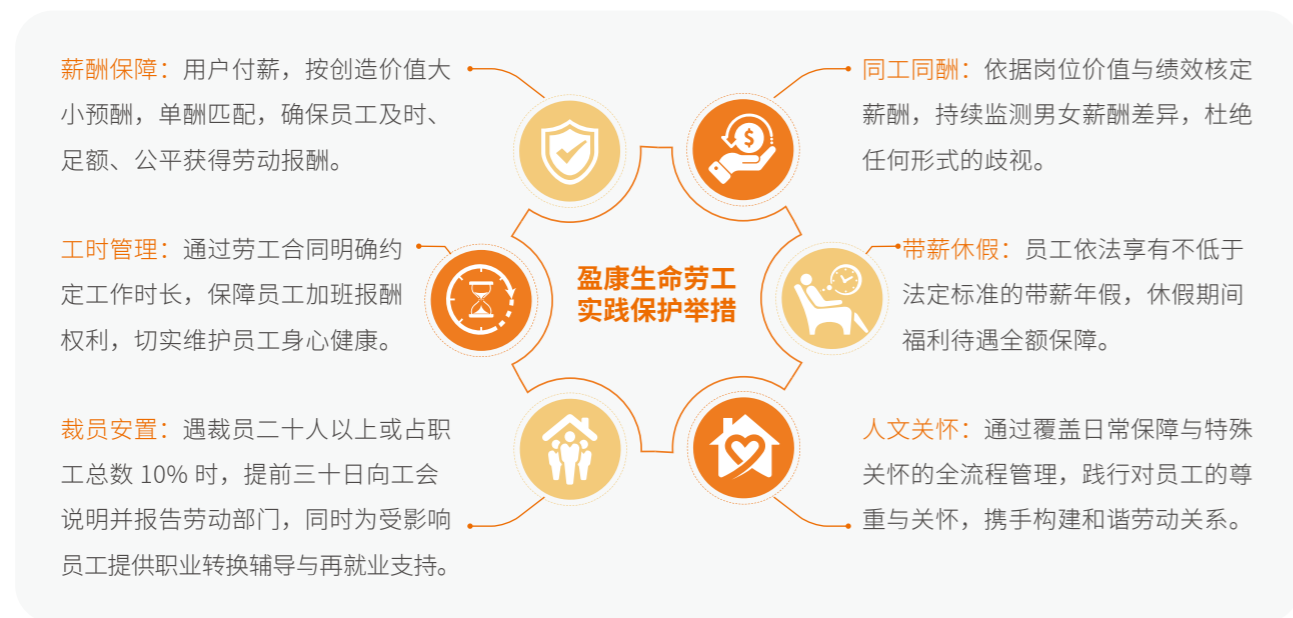 薪酬保障：用户付薪，按创造价值大
小预酬，单酬匹配，确保员工及时、
足额、公平获得劳动报酬。
工时管理：通过劳工合同明确约
定工作时长，保障员工加班报酬
权利，切实维护员工身心健康。
裁员安置：遇裁员二十人以上或占职
工总数 10% 时，提前三十日向工会
说明并报告劳动部门，同时为受影响
员工提供职业转换辅导与再就业支持。
盈康生命劳工
实践保护举措
同工同酬：依据岗位价值与绩效核定
薪酬，持续监测男女薪酬差异，杜绝
任何形式的歧视。
带薪休假：员工依法享有不低于
法定标准的带薪年假，休假期间
福利待遇全额保障。
人文关怀：通过覆盖日常保障与特殊
关怀的全流程管理，践行对员工的尊
重与关怀，携手构建和谐劳动关系。
$